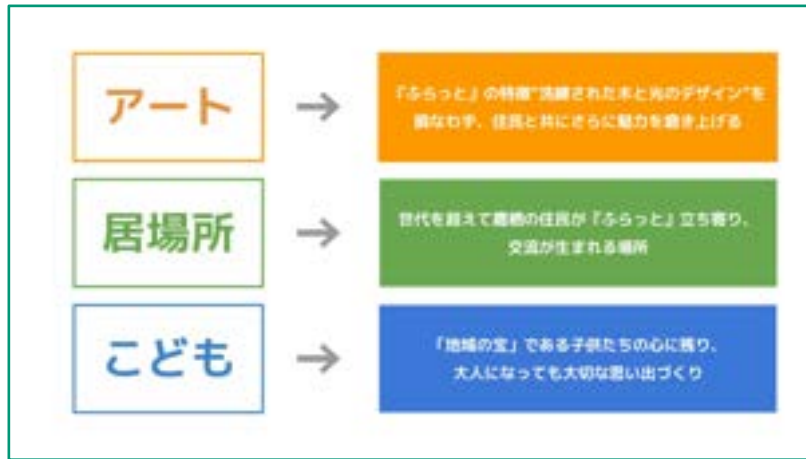 アート
『ふらっと』の特徴“洗練された木と光のデザイン”を
損なわず、住民と共にさらに魅力を磨き上げる
居場所
世代を超えて の住民が『ふらっと』立ち寄り、
交流が生まれる場所
こども
「地域の宝」である子供たちの心に残り、
大人になっても大切な思い出づくり